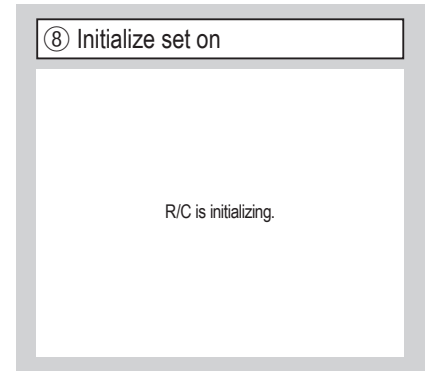 ⑧ Initialize set on
R/C is initializing.